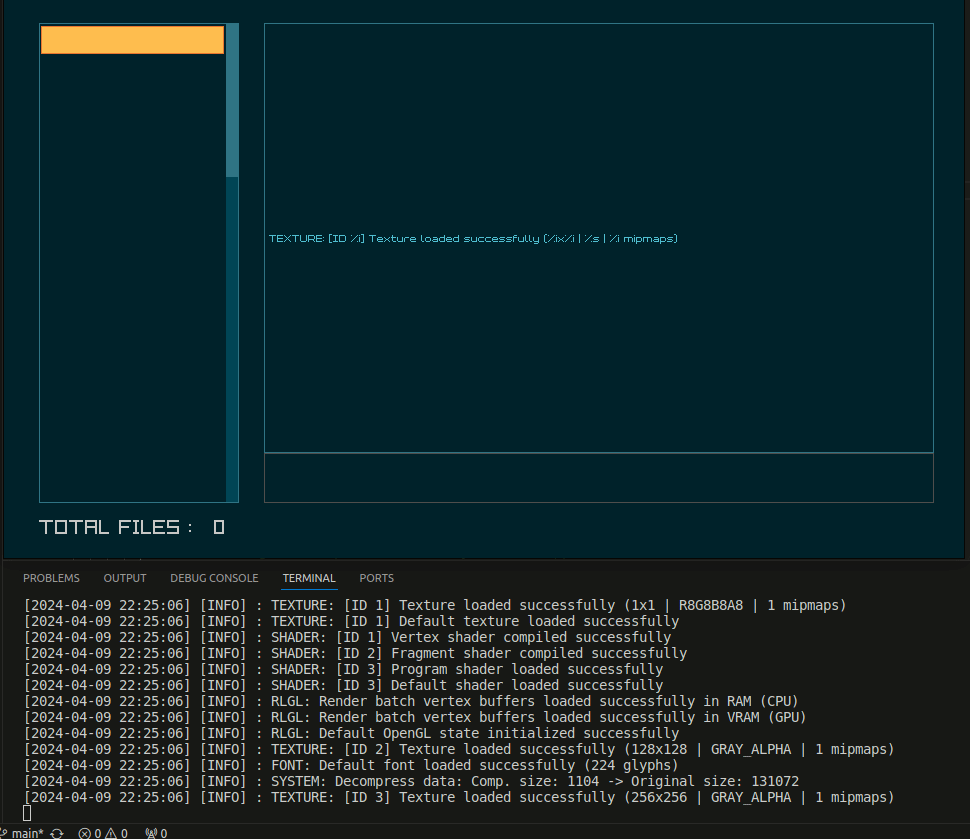 TEXTURE: [ID %i] Texture loaded successfully (%ix%i | %s | %i mipmaps)
TOTAL FILES : 0
PROBLEMS OUTPUT DEBUG CONSOLE TERMINAL PORTS
[2024-04-09 22:25:06] [INFO] : TEXTURE: [ID 1] Texture loaded successfully (1x1 | R8G8B8A8 | 1 mipmaps)
[2024-04-09 22:25:06] [INFO] : TEXTURE: [ID 1] Default texture loaded successfully
[2024-04-09 22:25:06] [INFO] : SHADER: [ID 1] Vertex shader compiled successfully
[2024-04-09 22:25:06] [INFO] : SHADER: [ID 2] Fragment shader compiled successfully
[2024-04-09 22:25:06] [INFO] : SHADER: [ID 3] Program shader loaded successfully
[2024-04-09 22:25:06] [INFO] : SHADER: [ID 3] Default shader loaded successfully
[2024-04-09 22:25:06] [INFO] : RLGL: Render batch vertex buffers loaded successfully in RAM (CPU)
[2024-04-09 22:25:06] [INFO] : RLGL: Render batch vertex buffers loaded successfully in VRAM (GPU)
[2024-04-09 22:25:06] [INFO] : RLGL: Default OpenGL state initialized successfully
[2024-04-09 22:25:06] [INFO] : TEXTURE: [ID 2] Texture loaded successfully (128x128 | GRAY_ALPHA | 1 mipmaps)
[2024-04-09 22:25:06] [INFO] : FONT: Default font loaded successfully (224 glyphs)
[2024-04-09 22:25:06] [INFO] : SYSTEM: Decompress data: Comp. size: 1104 -> Original size: 131072
[2024-04-09 22:25:06] [INFO] : TEXTURE: [ID 3] Texture loaded successfully (256x256 | GRAY_ALPHA | 1 mipmaps)
main* 0 0 0